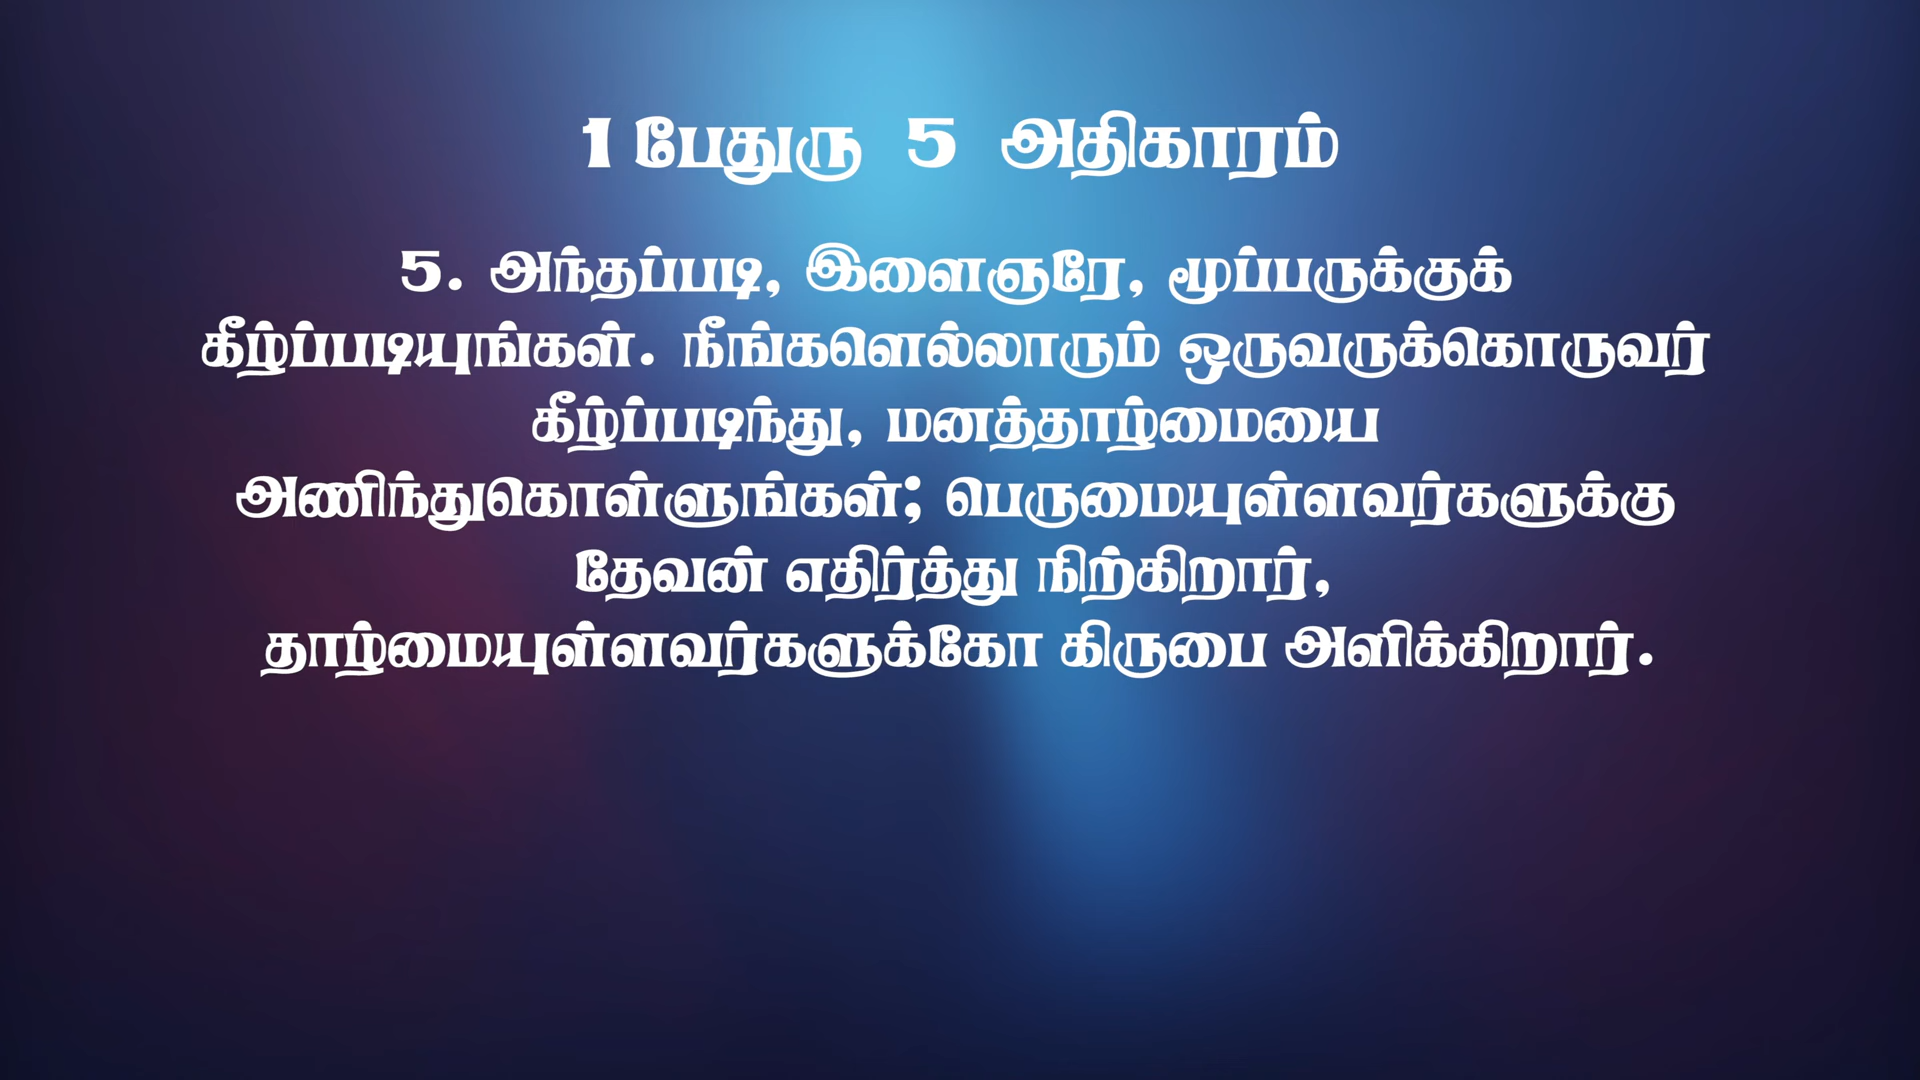 1 பேதுரு 5 அதிகாரம்
5. அந்தப்படி, இளைஞரே, மூப்பருக்குக்
கீழ்ப்படியுங்கள். நீங்களெல்லாரும் ஒருவருக்கொருவர்
கீழ்ப்படிந்து, மனத்தாழ்மையை
அணிந்துகொள்ளுங்கள்; பெருமையுள்ளவர்களுக்கு
தேவன் எதிர்த்து நிற்கிறார்,
தாழ்மையுள்ளவர்களுக்கோ கிருபை அளிக்கிறார்.